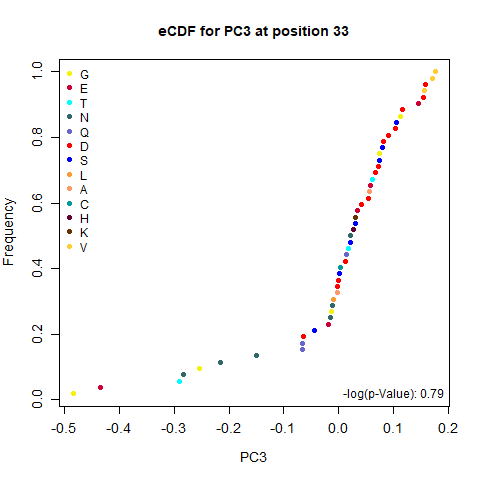 eCDF for PC3 at position 33
Frequency
1.0
0.8
0.6
0.4
0.2
0.0
G
E
T
N
Q
D
S
L
A
C
H
K
V
-log(p-Value): 0.79
-0.5 -0.4 -0.3 -0.2 -0.1 0.0 0.1 0.2
PC3